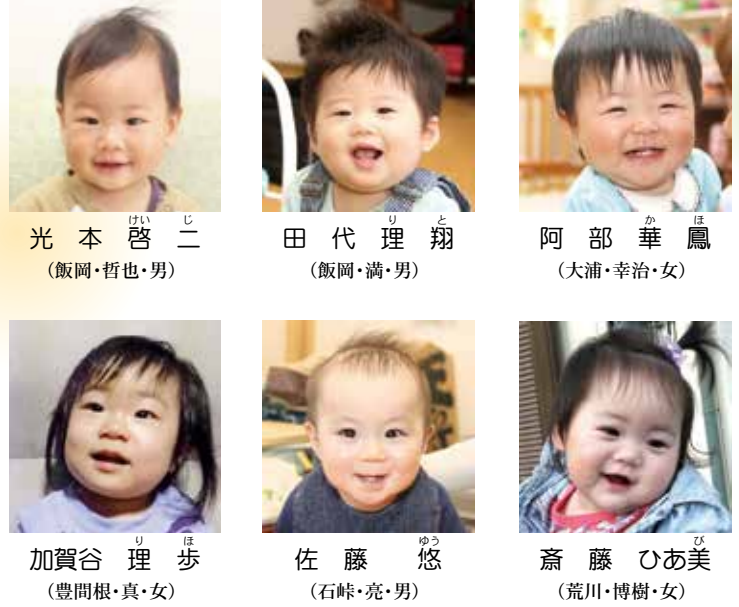 けい じ
光本啓二
(飯岡・哲也・男)
り と
田代理翔
(飯岡・満・男)
か ほ
阿部華鳳
(大浦・幸治・女)
り ほ
加賀谷 理歩
(豊間根・真・女)
ゆう
佐藤 悠
(石峠・亮・男)
び
斎藤 ひあ美
(荒川・博樹・女)